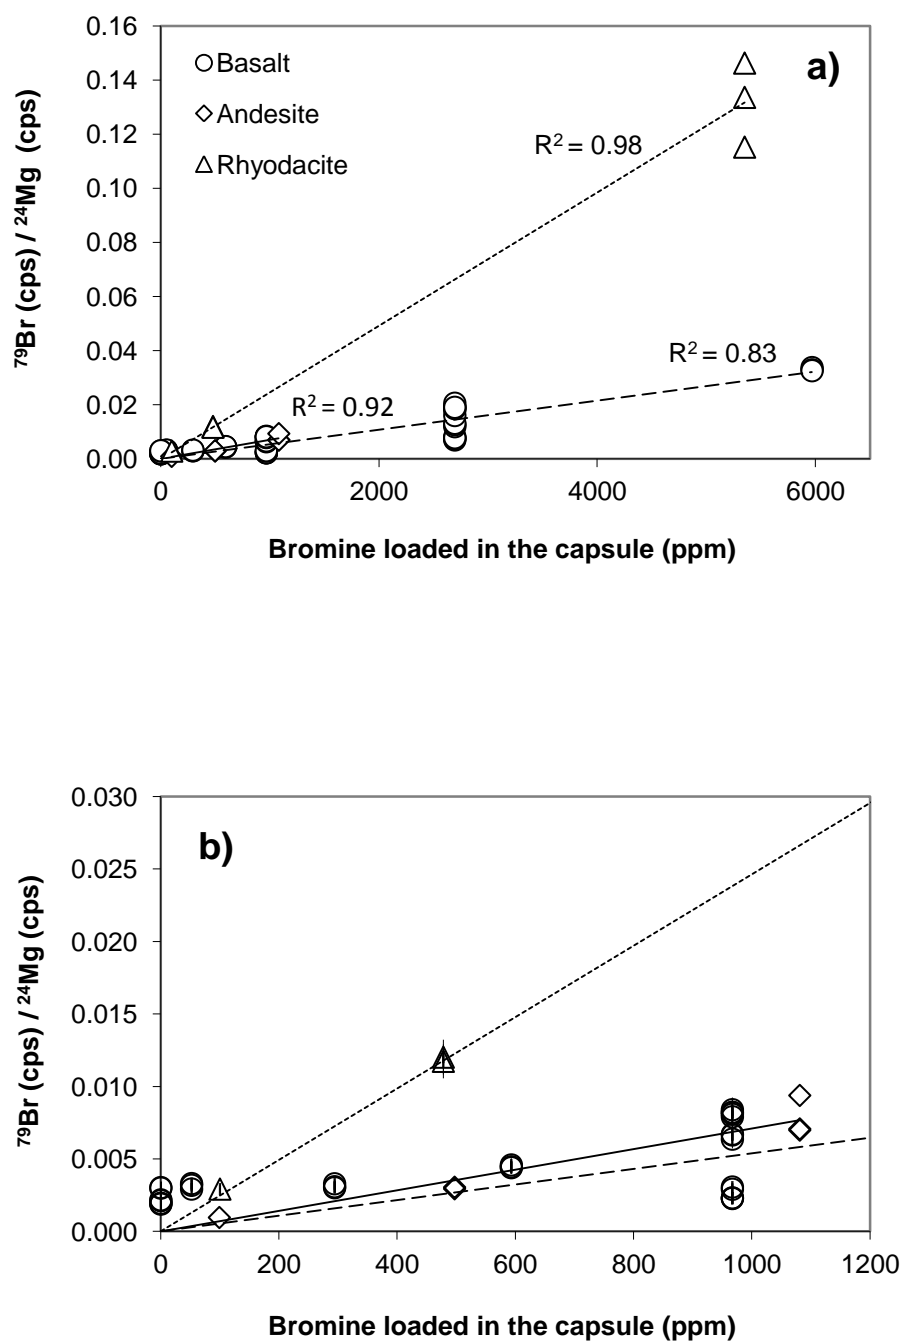 0.16
0.14
0.12
0.10
0.08
0.06
0.04
0.02
0.00
⁷⁹Br (cps) / ²⁴Mg (cps)
Basalt
Andesite
Rhyodacite
a)
R² = 0.98
R² = 0.83
R² = 0.92
0 2000 4000 6000
Bromine loaded in the capsule (ppm)
0.030
0.025
0.020
0.015
0.010
0.005
0.000
⁷⁹Br (cps) / ²⁴Mg (cps)
b)
0 200 400 600 800 1000 1200
Bromine loaded in the capsule (ppm)